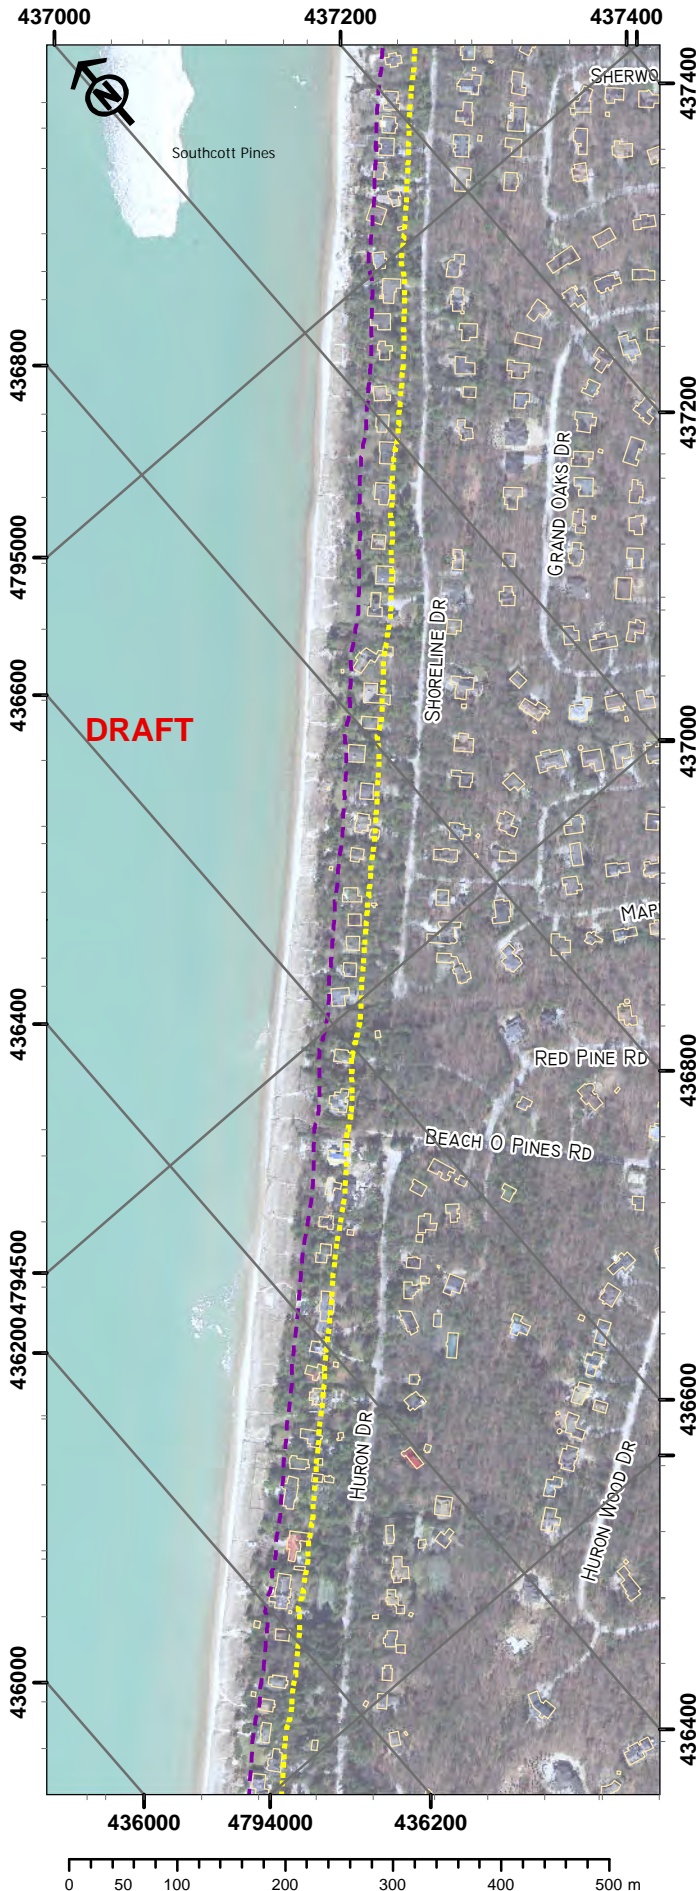 437000
437200
437400
SHERWO
437400
N
Southcott Pines
436800
437200
GRAND OAKS DR
4795000
SHORELINE DR
436600
DRAFT
437000
MAP
436400
RED PINE RD
436800
BEACH O PINES RD
4794500
436200
436600
HURON DR
HURON WOOD DR
436000
436400
436000
4794000
436200
0 50 100 200 300 400 500 m